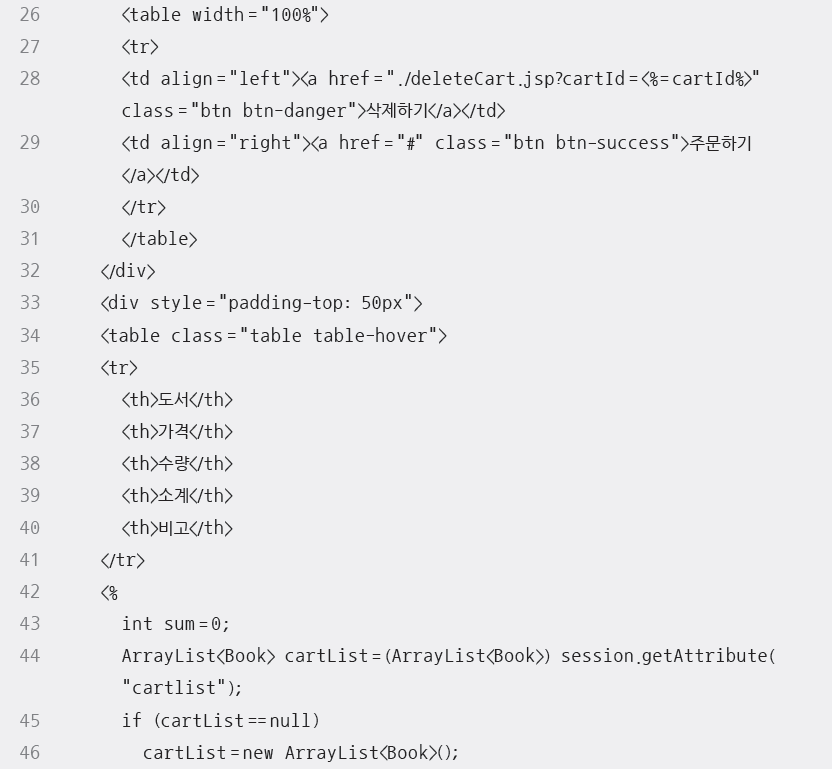 26 <table width="100%">
27 <tr>
28 <td align="left"><a href="./deleteCart.jsp?cartId=<%=cartId%>"
class="btn btn-danger">삭제하기</a></td>
29 <td align="right"><a href="#" class="btn btn-success">주문하기
</a></td>
30 </tr>
31 </table>
32 </div>
33 <div style="padding-top: 50px">
34 <table class="table table-hover">
35 <tr>
36 <th>도서</th>
37 <th>가격</th>
38 <th>수량</th>
39 <th>소계</th>
40 <th>비고</th>
41 </tr>
42 <%
43 int sum=0;
44 ArrayList<Book> cartList=(ArrayList<Book>) session.getAttribute(
"cartlist");
45 if (cartList==null)
46 cartList=new ArrayList<Book>();